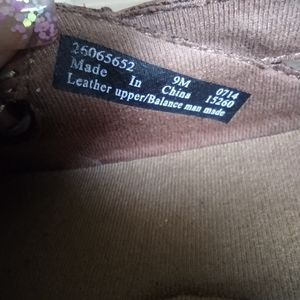 26065652 9M 0714
Made In China 15260
Leather upper/Balance man made